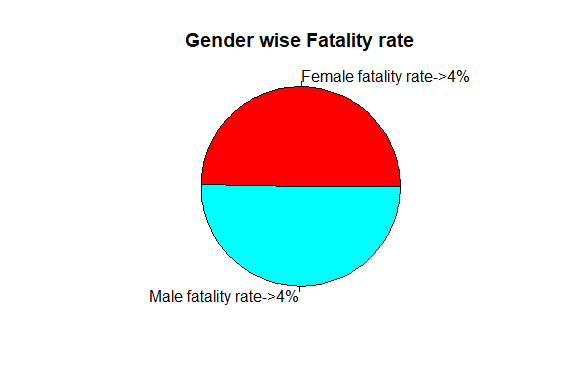 Gender wise Fatality rate
Female fatality rate->4%
Male fatality rate->4%